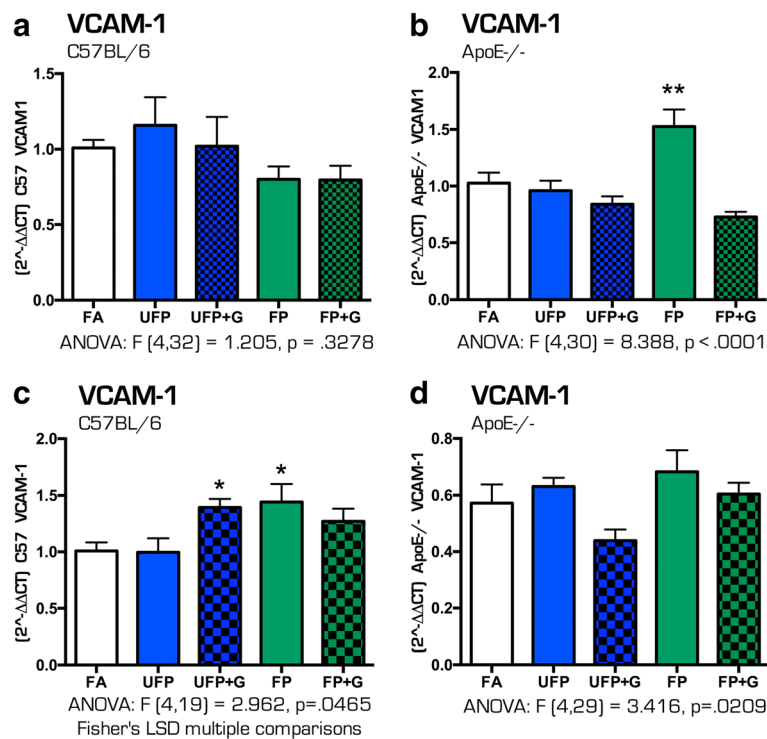 a VCAM-1
C57BL/6
(2^-ΔΔCT) C57 VCAM1
1.5
1.0
0.5
0.0
FA UFP UFP+G FP FP+G
ANOVA: F (4,32) = 1.205, p = .3278
b VCAM-1
ApoE-/-
(2^-ΔΔCT) ApoE-/- VCAM1
2.0
1.5
1.0
0.5
0.0
**
FA UFP UFP+G FP FP+G
ANOVA: F (4,30) = 8.388, p < .0001
c VCAM-1
C57BL/6
(2^-ΔΔCT) C57 VCAM-1
2.0
1.5
1.0
0.5
0.0
* *
FA UFP UFP+G FP FP+G
ANOVA: F (4,19) = 2.962, p=.0465
Fisher's LSD multiple comparisons
d VCAM-1
ApoE-/-
(2^-ΔΔCT) ApoE-/- VCAM-1
0.8
0.6
0.4
0.2
0.0
FA UFP UFP+G FP FP+G
ANOVA: F (4,29) = 3.416, p=.0209